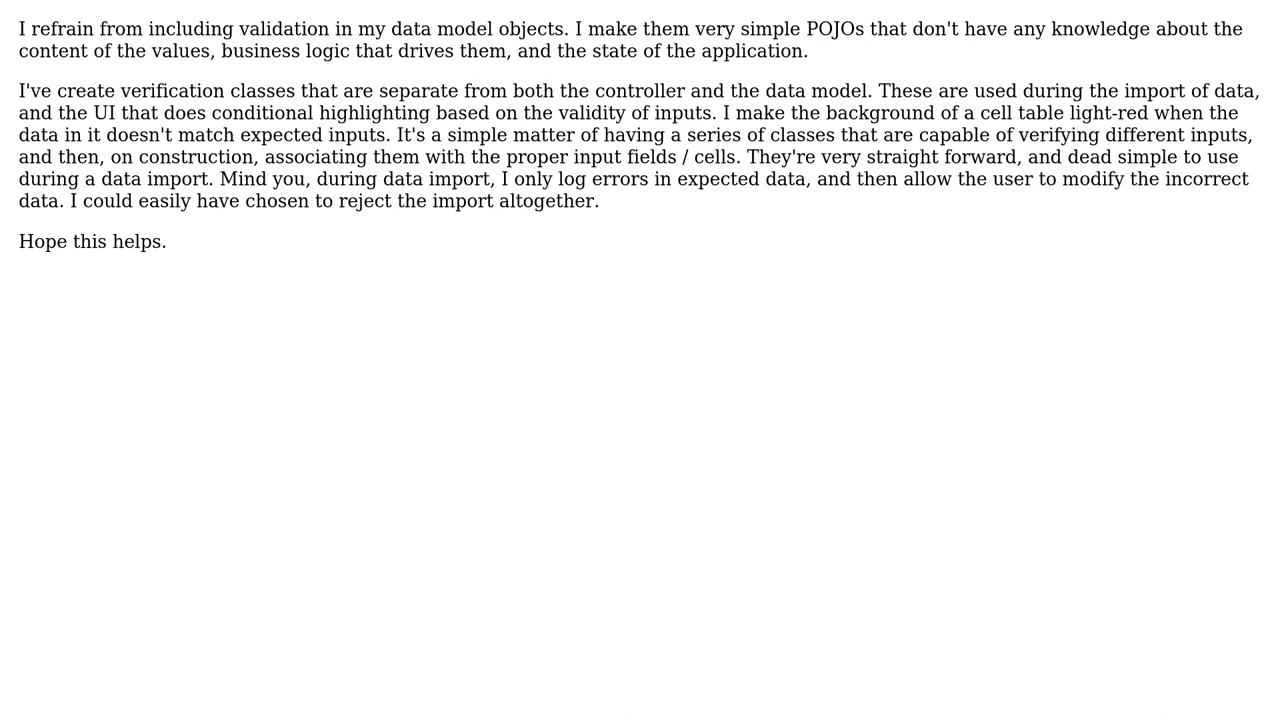 I refrain from including validation in my data model objects. I make them very simple POJOs that don't have any knowledge about the
content of the values, business logic that drives them, and the state of the application.
I've create verification classes that are separate from both the controller and the data model. These are used during the import of data,
and the UI that does conditional highlighting based on the validity of inputs. I make the background of a cell table light-red when the
data in it doesn't match expected inputs. It's a simple matter of having a series of classes that are capable of verifying different inputs,
and then, on construction, associating them with the proper input fields / cells. They're very straight forward, and dead simple to use
during a data import. Mind you, during data import, I only log errors in expected data, and then allow the user to modify the incorrect
data. I could easily have chosen to reject the import altogether.
Hope this helps.